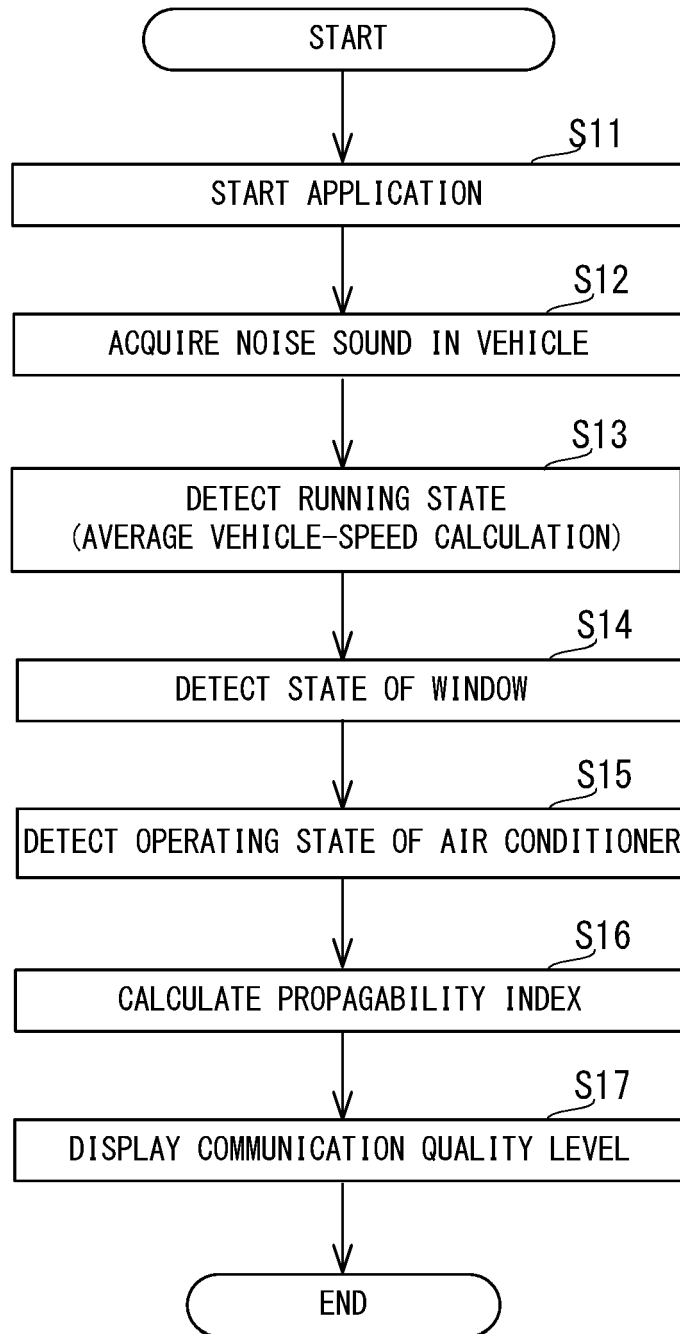 START
S11
START APPLICATION
S12
ACQUIRE NOISE SOUND IN VEHICLE
S13
DETECT RUNNING STATE
(AVERAGE VEHICLE-SPEED CALCULATION)
S14
DETECT STATE OF WINDOW
S15
DETECT OPERATING STATE OF AIR CONDITIONER
S16
CALCULATE PROPAGABILITY INDEX
S17
DISPLAY COMMUNICATION QUALITY LEVEL
END